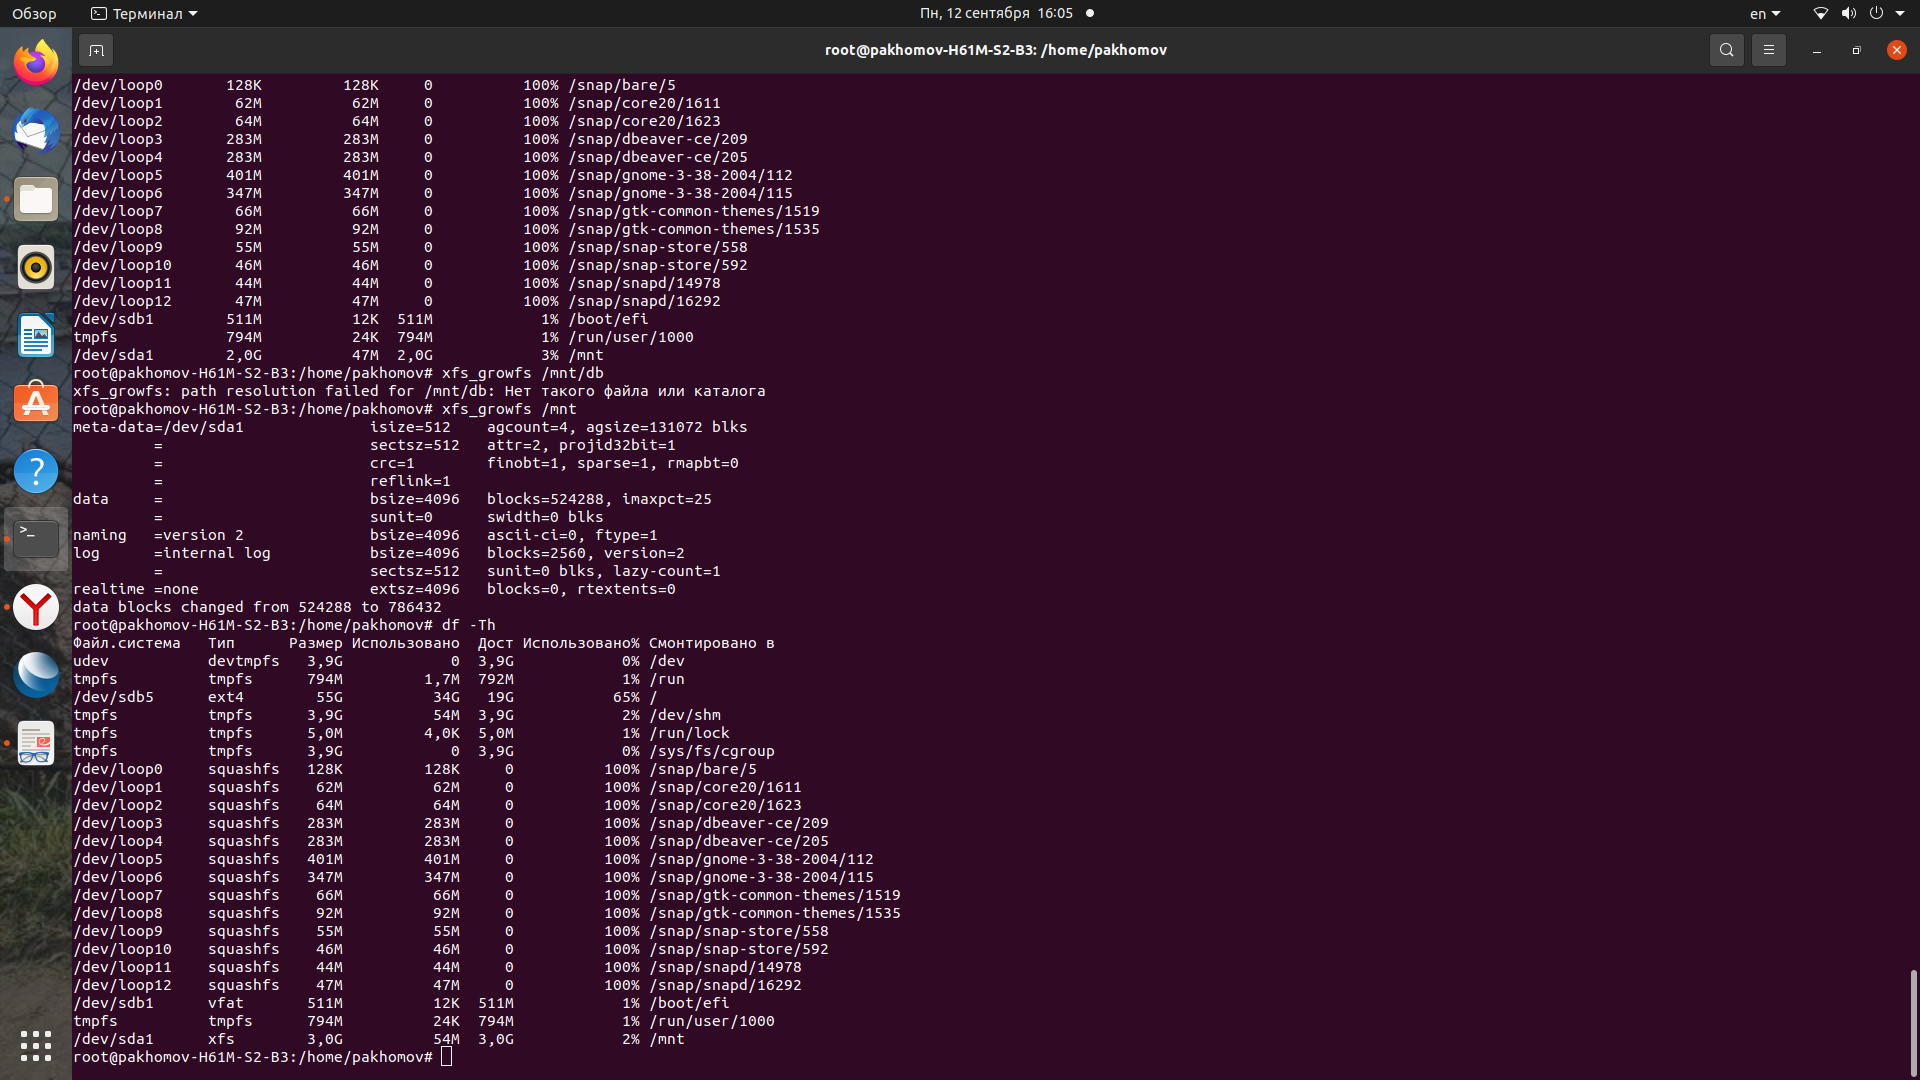 Обзор Терминал Пн, 12 сентября 16:05 en
root@pakhomov-H61M-S2-B3: /home/pakhomov
/dev/loop0 128K 128K 0 100% /snap/bare/5
/dev/loop1 62M 62M 0 100% /snap/core20/1611
/dev/loop2 64M 64M 0 100% /snap/core20/1623
/dev/loop3 283M 283M 0 100% /snap/dbeaver-ce/209
/dev/loop4 283M 283M 0 100% /snap/dbeaver-ce/205
/dev/loop5 401M 401M 0 100% /snap/gnome-3-38-2004/112
/dev/loop6 347M 347M 0 100% /snap/gnome-3-38-2004/115
/dev/loop7 66M 66M 0 100% /snap/gtk-common-themes/1519
/dev/loop8 92M 92M 0 100% /snap/gtk-common-themes/1535
/dev/loop9 55M 55M 0 100% /snap/snap-store/558
/dev/loop10 46M 46M 0 100% /snap/snap-store/592
/dev/loop11 44M 44M 0 100% /snap/snapd/14978
/dev/loop12 47M 47M 0 100% /snap/snapd/16292
/dev/sdb1 511M 12K 511M 1% /boot/efi
tmpfs 794M 24K 794M 1% /run/user/1000
/dev/sda1 2,0G 47M 2,0G 3% /mnt
root@pakhomov-H61M-S2-B3:/home/pakhomov# xfs_growfs /mnt/db
xfs_growfs: path resolution failed for /mnt/db: Нет такого файла или каталога
root@pakhomov-H61M-S2-B3:/home/pakhomov# xfs_growfs /mnt
meta-data=/dev/sda1 isize=512 agcount=4, agsize=131072 blks
= sectsz=512 attr=2, projid32bit=1
= crc=1 finobt=1, sparse=1, rmapbt=0
= reflink=1
data = bsize=4096 blocks=524288, imaxpct=25
= sunit=0 swidth=0 blks
naming =version 2 bsize=4096 ascii-ci=0, ftype=1
log =internal log bsize=4096 blocks=2560, version=2
= sectsz=512 sunit=0 blks, lazy-count=1
realtime =none extsz=4096 blocks=0, rtextents=0
data blocks changed from 524288 to 786432
root@pakhomov-H61M-S2-B3:/home/pakhomov# df -Th
Файл.система Тип Размер Использовано Дост Использовано% Cмонтировано в
udev devtmpfs 3,9G 0 3,9G 0% /dev
tmpfs tmpfs 794M 1,7M 792M 1% /run
/dev/sdb5 ext4 55G 34G 19G 65% /
tmpfs tmpfs 3,9G 54M 3,9G 2% /dev/shm
tmpfs tmpfs 5,0M 4,0K 5,0M 1% /run/lock
tmpfs tmpfs 3,9G 0 3,9G 0% /sys/fs/cgroup
/dev/loop0 squashfs 128K 128K 0 100% /snap/bare/5
/dev/loop1 squashfs 62M 62M 0 100% /snap/core20/1611
/dev/loop2 squashfs 64M 64M 0 100% /snap/core20/1623
/dev/loop3 squashfs 283M 283M 0 100% /snap/dbeaver-ce/209
/dev/loop4 squashfs 283M 283M 0 100% /snap/dbeaver-ce/205
/dev/loop5 squashfs 401M 401M 0 100% /snap/gnome-3-38-2004/112
/dev/loop6 squashfs 347M 347M 0 100% /snap/gnome-3-38-2004/115
/dev/loop7 squashfs 66M 66M 0 100% /snap/gtk-common-themes/1519
/dev/loop8 squashfs 92M 92M 0 100% /snap/gtk-common-themes/1535
/dev/loop9 squashfs 55M 55M 0 100% /snap/snap-store/558
/dev/loop10 squashfs 46M 46M 0 100% /snap/snap-store/592
/dev/loop11 squashfs 44M 44M 0 100% /snap/snapd/14978
/dev/loop12 squashfs 47M 47M 0 100% /snap/snapd/16292
/dev/sdb1 vfat 511M 12K 511M 1% /boot/efi
tmpfs tmpfs 794M 24K 794M 1% /run/user/1000
/dev/sda1 xfs 3,0G 54M 3,0G 2% /mnt
root@pakhomov-H61M-S2-B3:/home/pakhomov#